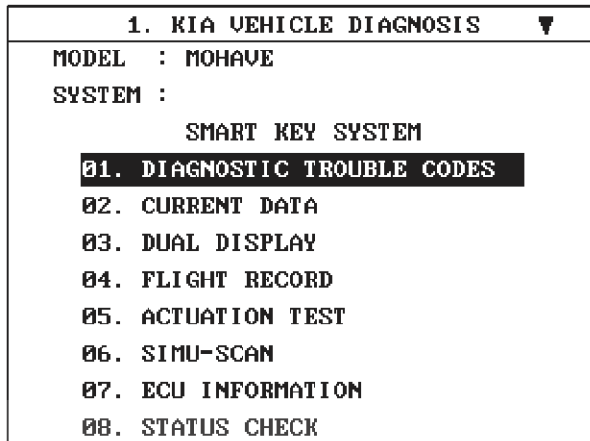 1. KIA VEHICLE DIAGNOSIS ▼
MODEL : MOHAVE
SYSTEM :
SMART KEY SYSTEM
01. DIAGNOSTIC TROUBLE CODES
02. CURRENT DATA
03. DUAL DISPLAY
04. FLIGHT RECORD
05. ACTUATION TEST
06. SIMU-SCAN
07. ECU INFORMATION
08. STATUS CHECK